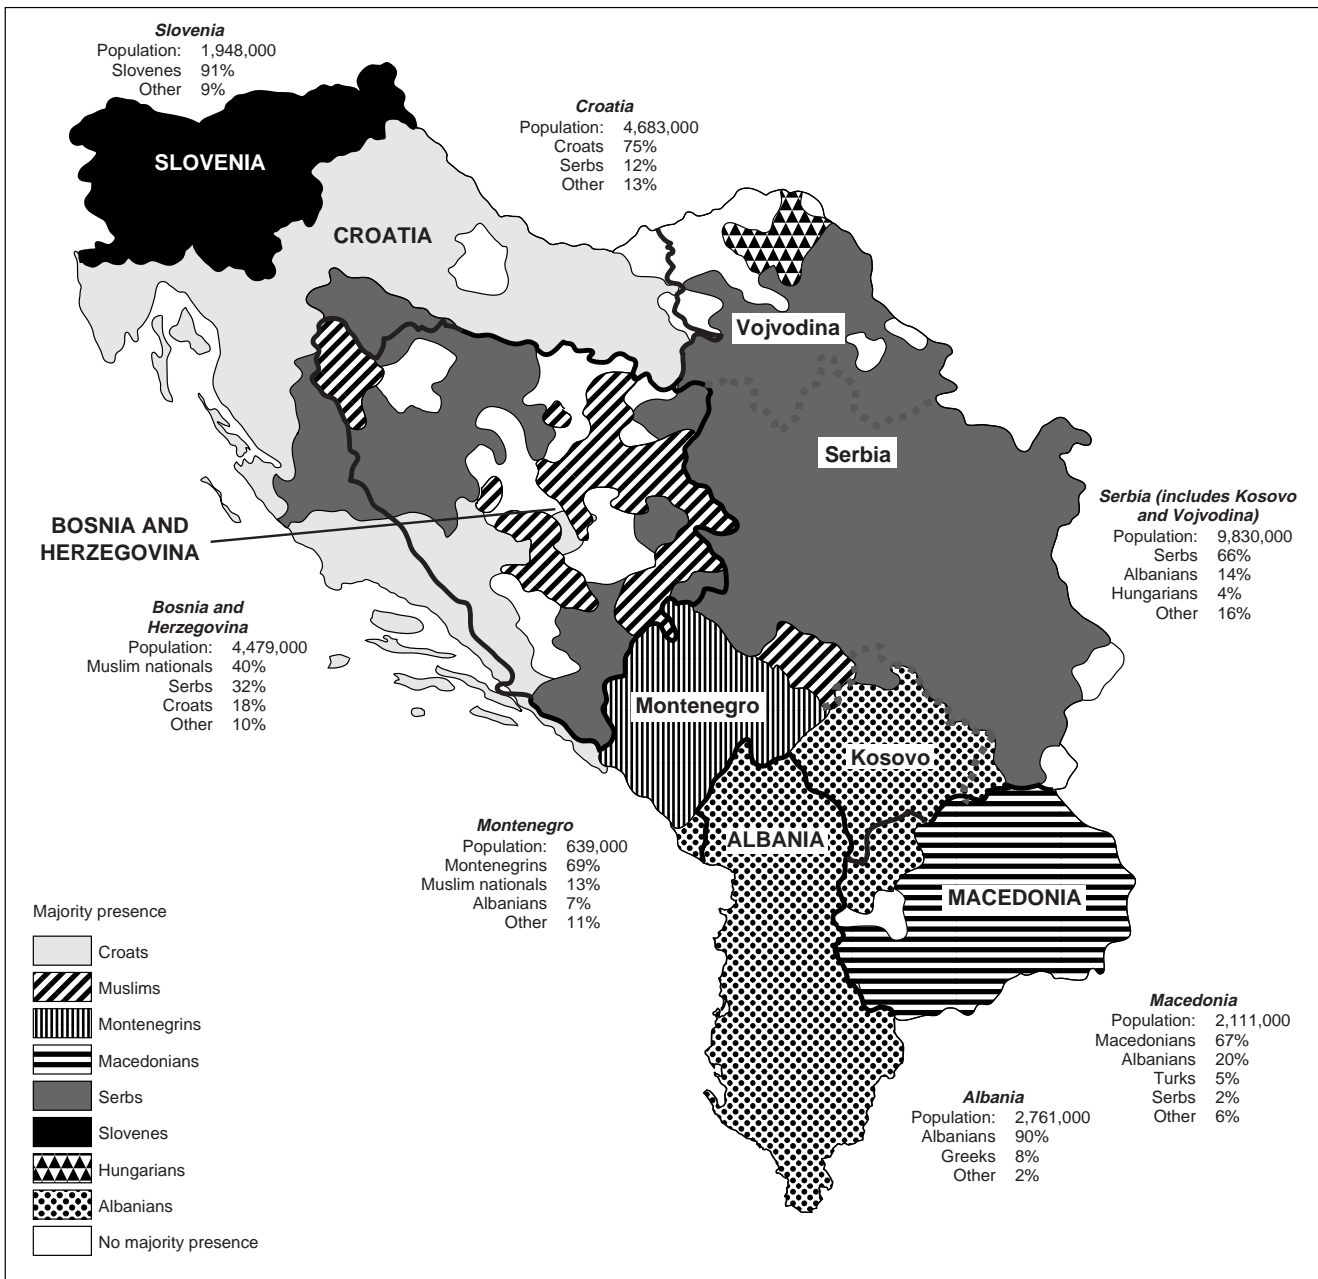 Slovenia
Population: 1,948,000
Slovenes 91%
Other 9%
SLOVENIA
Croatia
Population: 4,683,000
Croats 75%
Serbs 12%
Other 13%
CROATIA
Vojvodina
Serbia
BOSNIA AND
HERZEGOVINA
Serbia (includes Kosovo
and Vojvodina)
Population: 9,830,000
Serbs 66%
Albanians 14%
Hungarians 4%
Other 16%
Bosnia and
Herzegovina
Population: 4,479,000
Muslim nationals 40%
Serbs 32%
Croats 18%
Other 10%
Montenegro
Kosovo
Montenegro
Population: 639,000
Montenegrins 69%
Muslim nationals 13%
Albanians 7%
Other 11%
ALBANIA
MACEDONIA
Majority presence
Croats
Muslims
Montenegrins
Macedonians
Serbs
Slovenes
Hungarians
Albanians
No majority presence
Macedonia
Population: 2,111,000
Macedonians 67%
Albanians 20%
Turks 5%
Serbs 2%
Other 6%
Albania
Population: 2,761,000
Albanians 90%
Greeks 8%
Other 2%